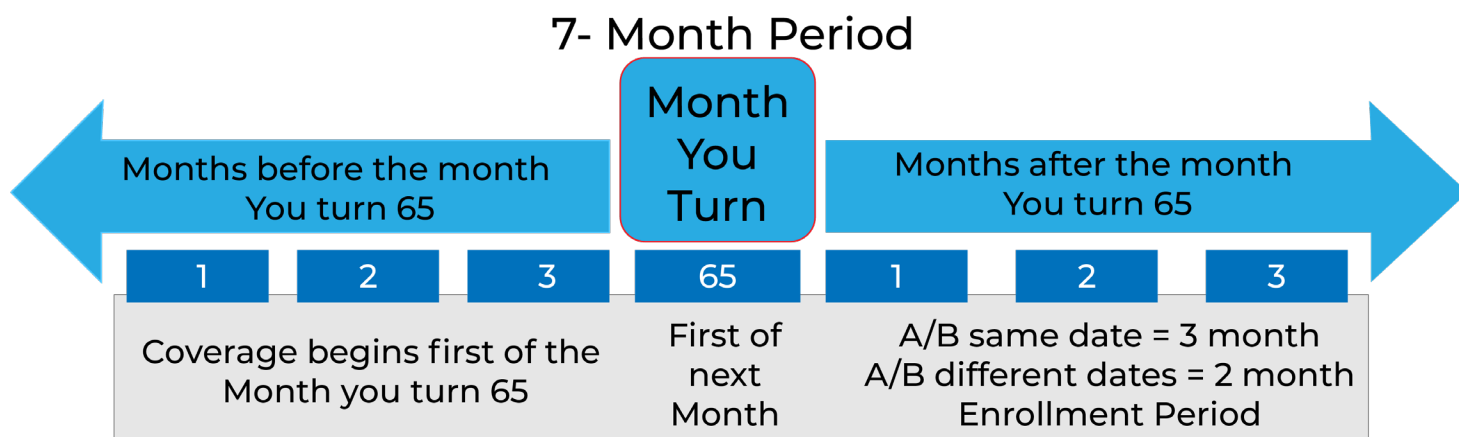 7- Month Period
Month
You
Turn
Months before the month
You turn 65
Months after the month
You turn 65
1
2
3
65
1
2
3
Coverage begins first of the
Month you turn 65
First of
next
Month
A/B same date = 3 month
A/B different dates = 2 month
Enrollment Period